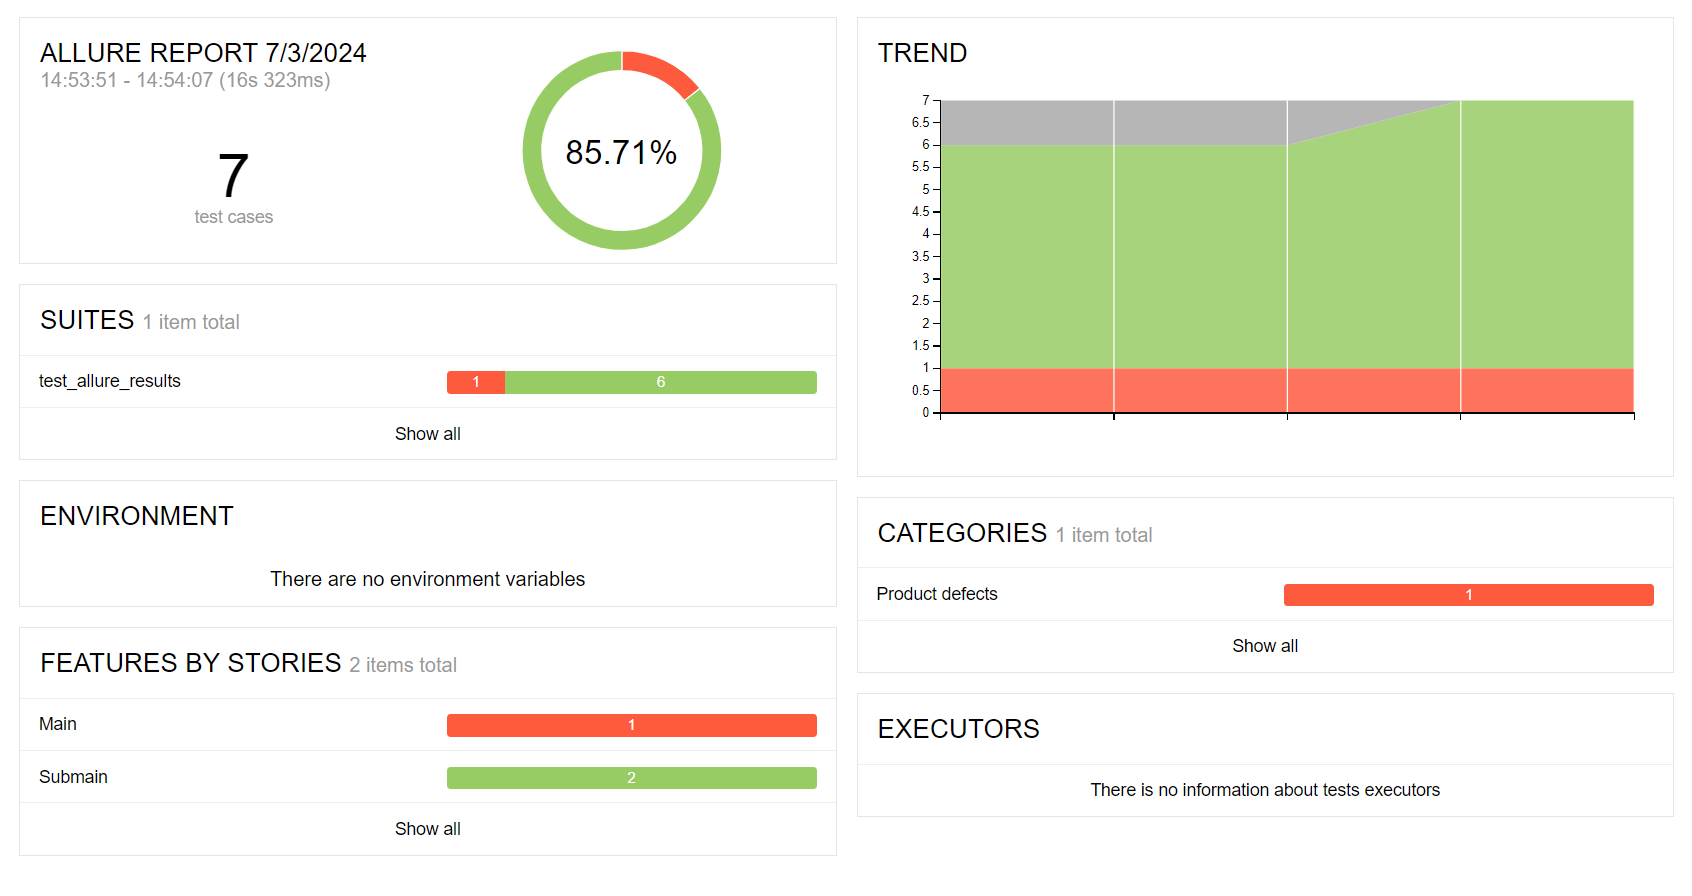 ALLURE REPORT 7/3/2024
14:53:51 - 14:54:07 (16s 323ms)
7
test cases
85.71%
SUITES 1 item total
test_allure_results 1 6
Show all
ENVIRONMENT
There are no environment variables
FEATURES BY STORIES 2 items total
Main 1
Submain 2
Show all
TREND
7
6.5
6
5.5
5
4.5
4
3.5
3
2.5
2
1.5
1
0.5
0
CATEGORIES 1 item total
Product defects 1
Show all
EXECUTORS
There is no information about tests executors